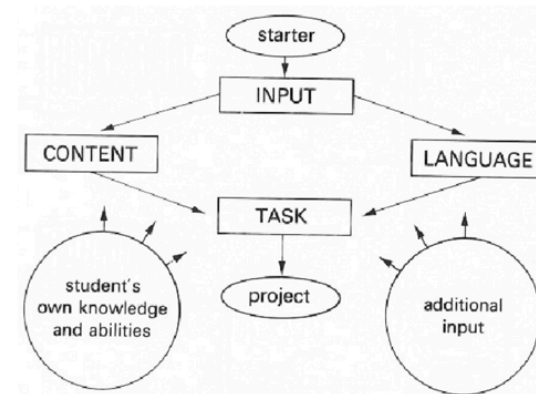 starter
INPUT
CONTENT
LANGUAGE
TASK
student's
own knowledge
and abilities
project
additional
input